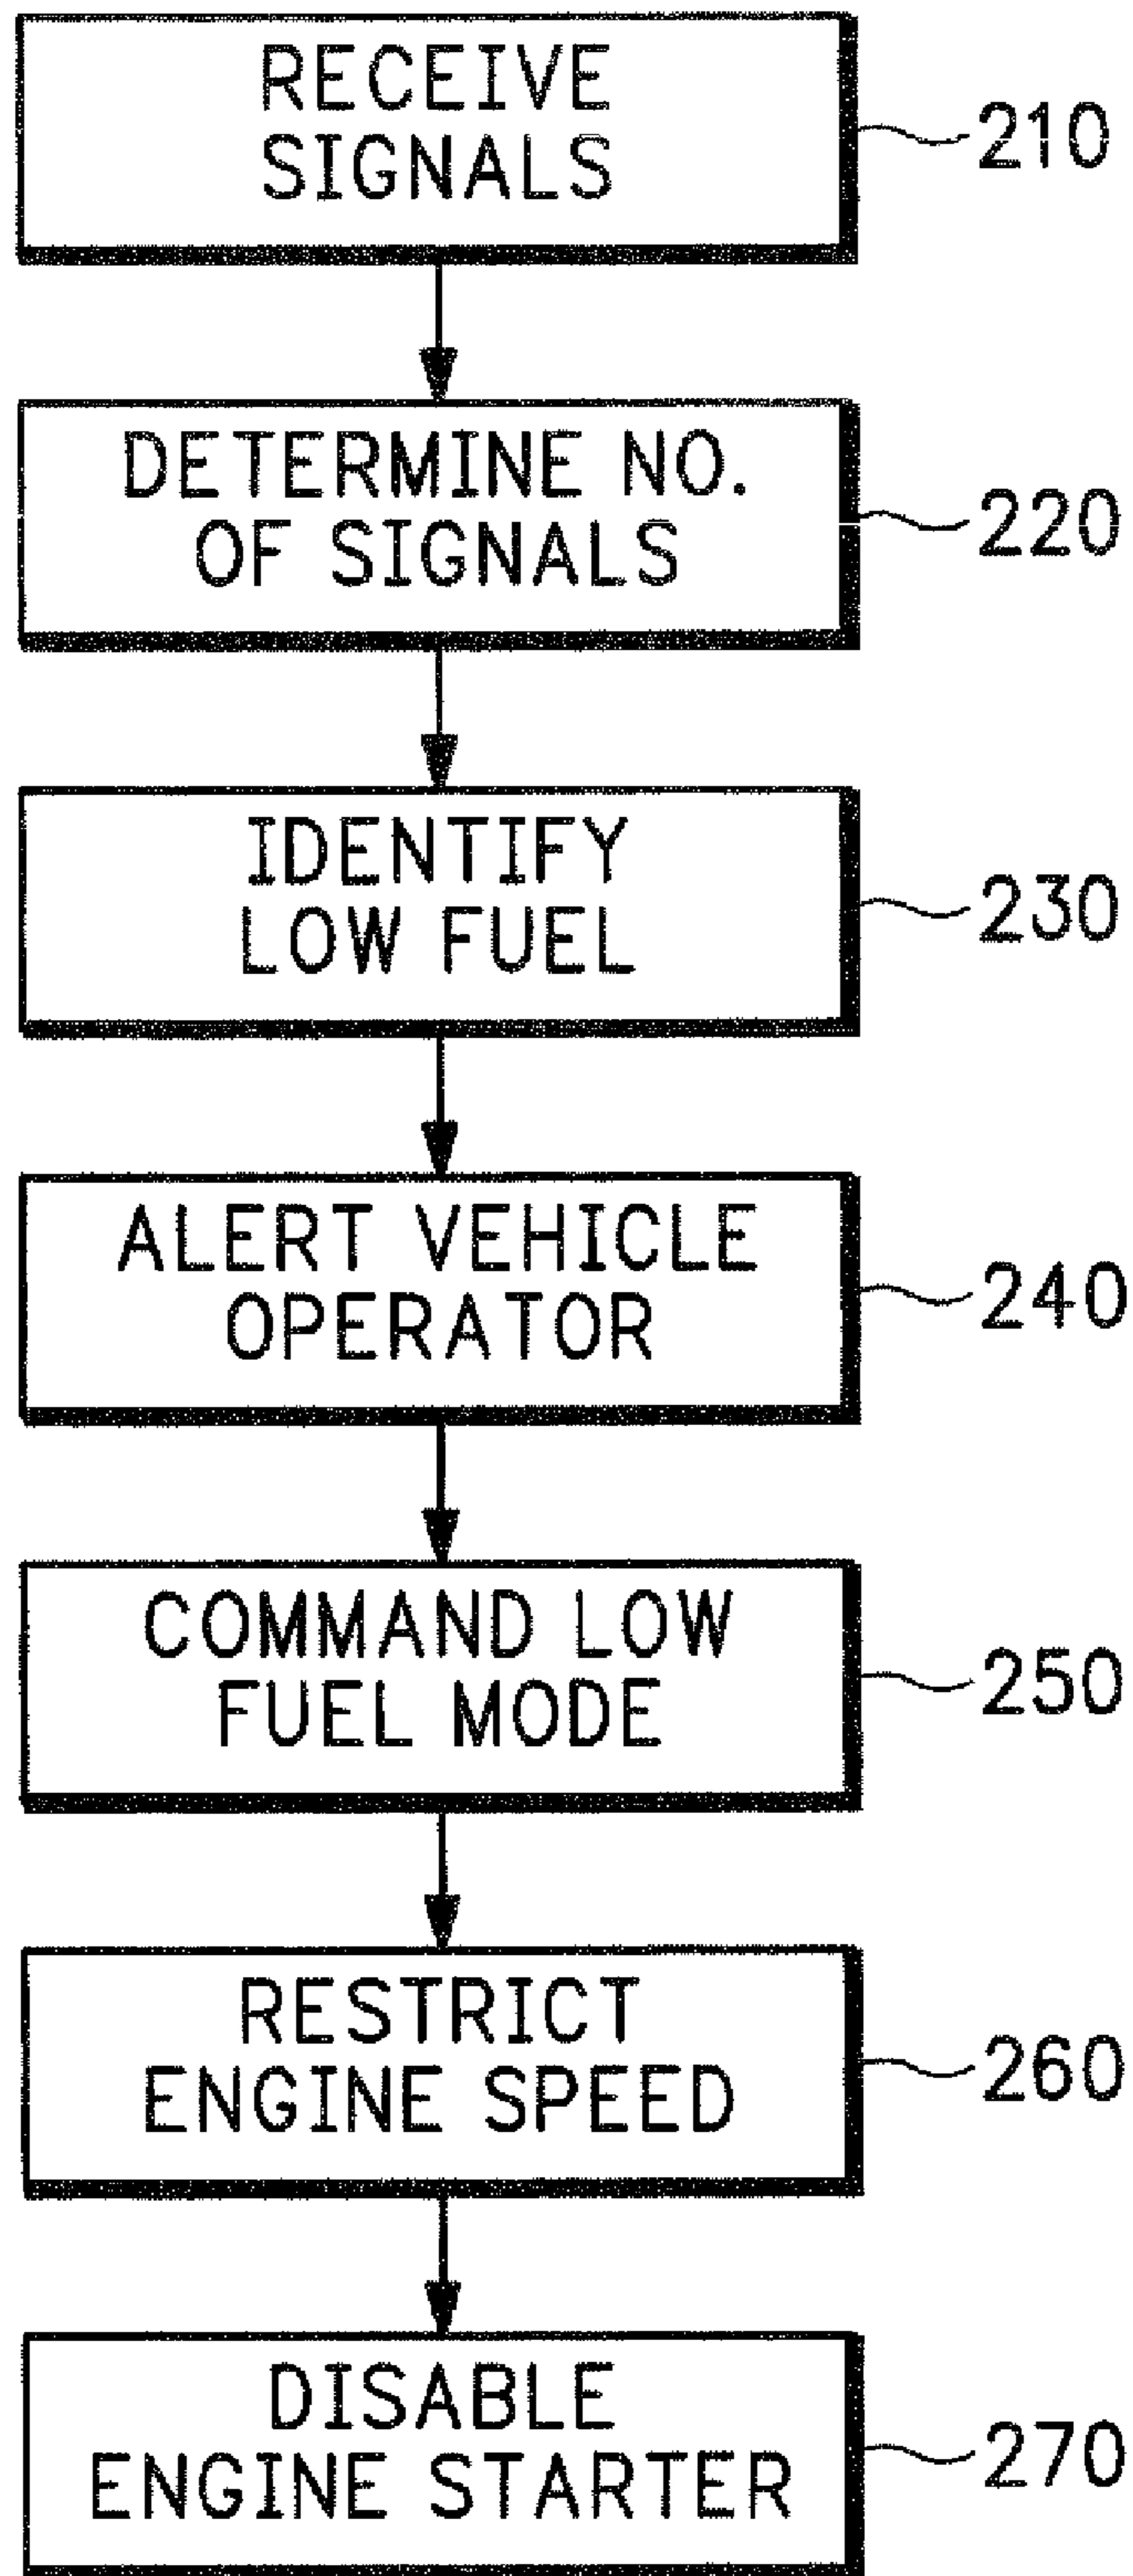 RECEIVE
SIGNALS
210
DETERMINE NO.
OF SIGNALS
220
IDENTIFY
LOW FUEL
230
ALERT VEHICLE
OPERATOR
240
COMMAND LOW
FUEL MODE
250
RESTRICT
ENGINE SPEED
260
DISABLE
ENGINE STARTER
270